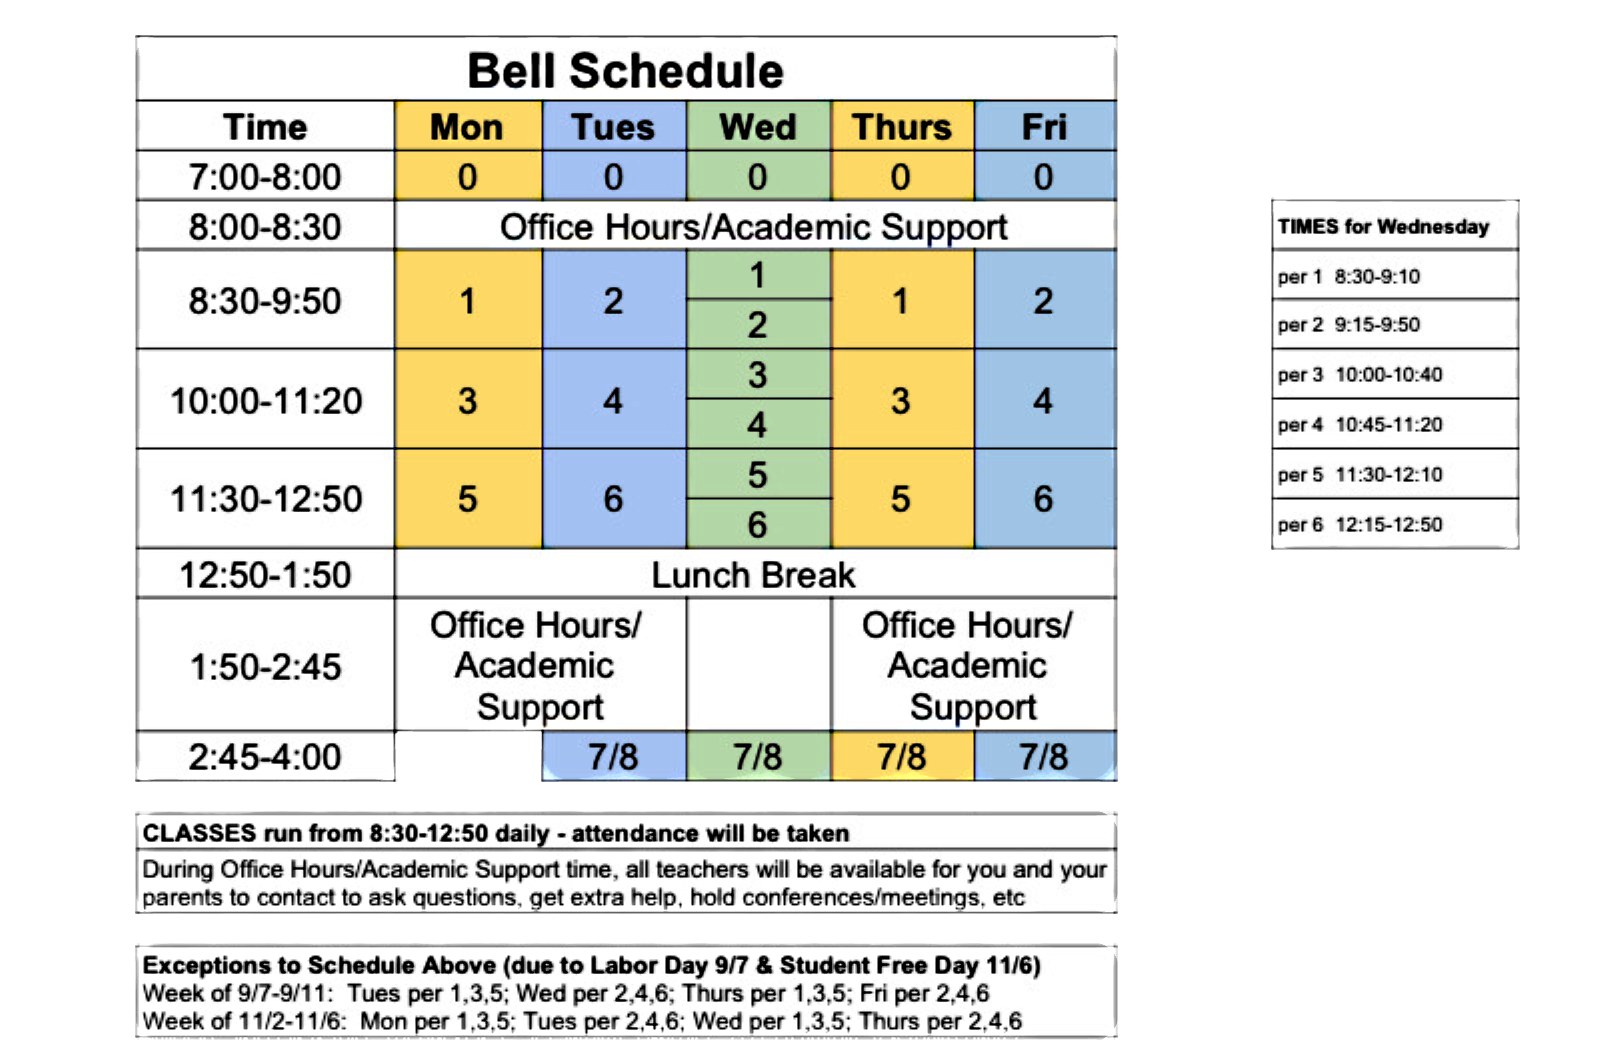 Bell Schedule
Time Mon Tues Wed Thurs Fri
7:00-8:00 0 0 0 0 0
8:00-8:30 Office Hours/Academic Support
8:30-9:50 1 2 1 2 1 2
10:00-11:20 3 4 3 4 3 4
11:30-12:50 5 6 5 6 5 6
12:50-1:50 Lunch Break
1:50-2:45 Office Hours/ Academic Support Office Hours/ Academic Support
2:45-4:00 7/8 7/8 7/8 7/8
TIMES for Wednesday
per 1 8:30-9:10
per 2 9:15-9:50
per 3 10:00-10:40
per 4 10:45-11:20
per 5 11:30-12:10
per 6 12:15-12:50
CLASSES run from 8:30-12:50 daily - attendance will be taken
During Office Hours/Academic Support time, all teachers will be available for you and your
parents to contact to ask questions, get extra help, hold conferences/meetings, etc
Exceptions to Schedule Above (due to Labor Day 9/7 & Student Free Day 11/6)
Week of 9/7-9/11: Tues per 1,3,5; Wed per 2,4,6; Thurs per 1,3,5; Fri per 2,4,6
Week of 11/2-11/6: Mon per 1,3,5; Tues per 2,4,6; Wed per 1,3,5; Thurs per 2,4,6